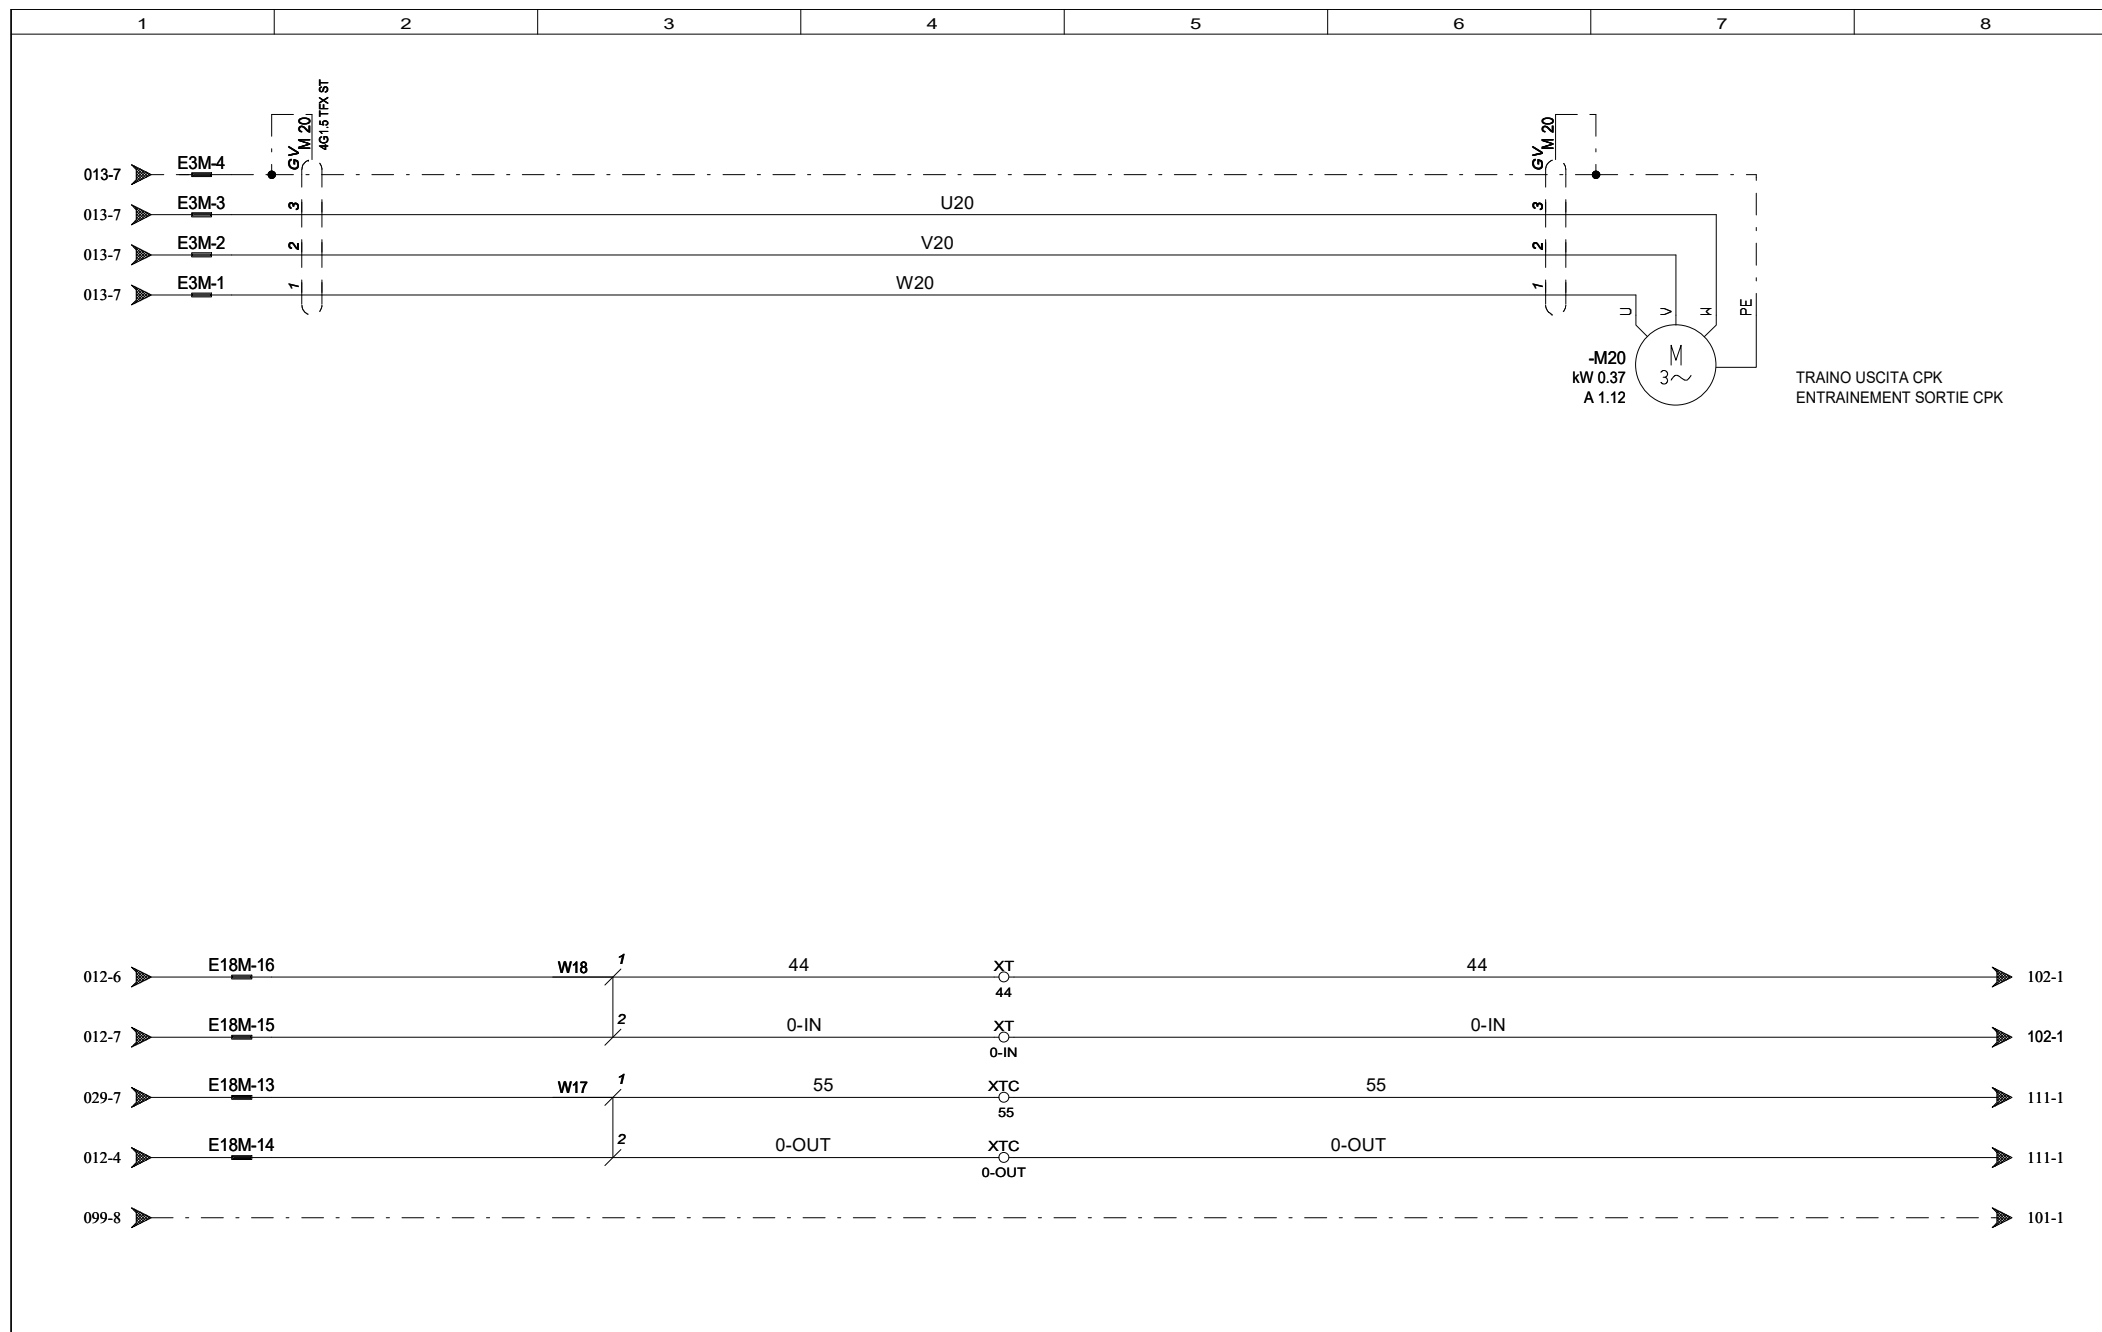 1 2 3 4 5 6 7 8
M 20
4G1.5 TFX ST
M 20
013-7 E3M-4 GV GV
013-7 E3M-3 3 U20 3
013-7 E3M-2 2 V20 2
013-7 E3M-1 1 W20 1
U V W PE
-M20 M
kW 0.37 3~ TRAINO USCITA CPK
A 1.12 ENTRAINEMENT SORTIE CPK
012-6 E18M-16 W18 1 44 XT 44 102-1
44
012-7 E18M-15 2 0-IN XT 0-IN 102-1
0-IN
029-7 E18M-13 W17 1 55 XTC 55 111-1
55
012-4 E18M-14 2 0-OUT XTC 0-OUT 111-1
0-OUT
099-8 101-1